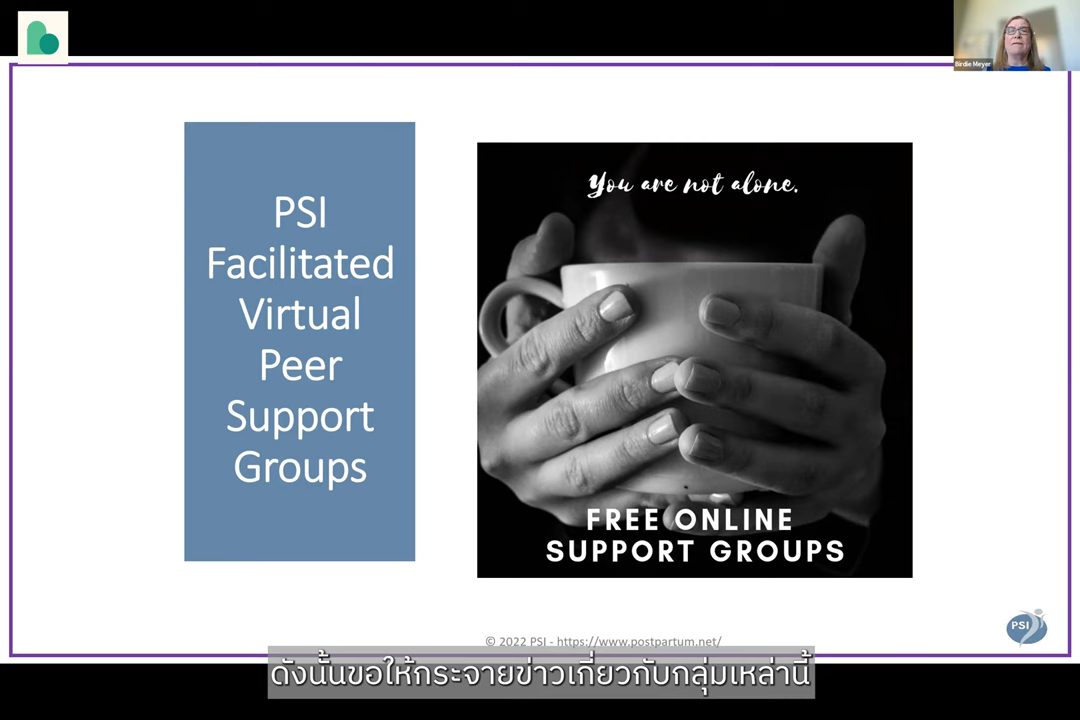 Birdie Meyer
PSI
Facilitated
Virtual
Peer
Support
Groups
You are not alone.
FREE ONLINE
SUPPORT GROUPS
© 2022 PSI - https://www.postpartum.net/
PSI
ดังนั้นขอให้กระจายข่าวเกี่ยวกับกลุ่มเหล่านี้